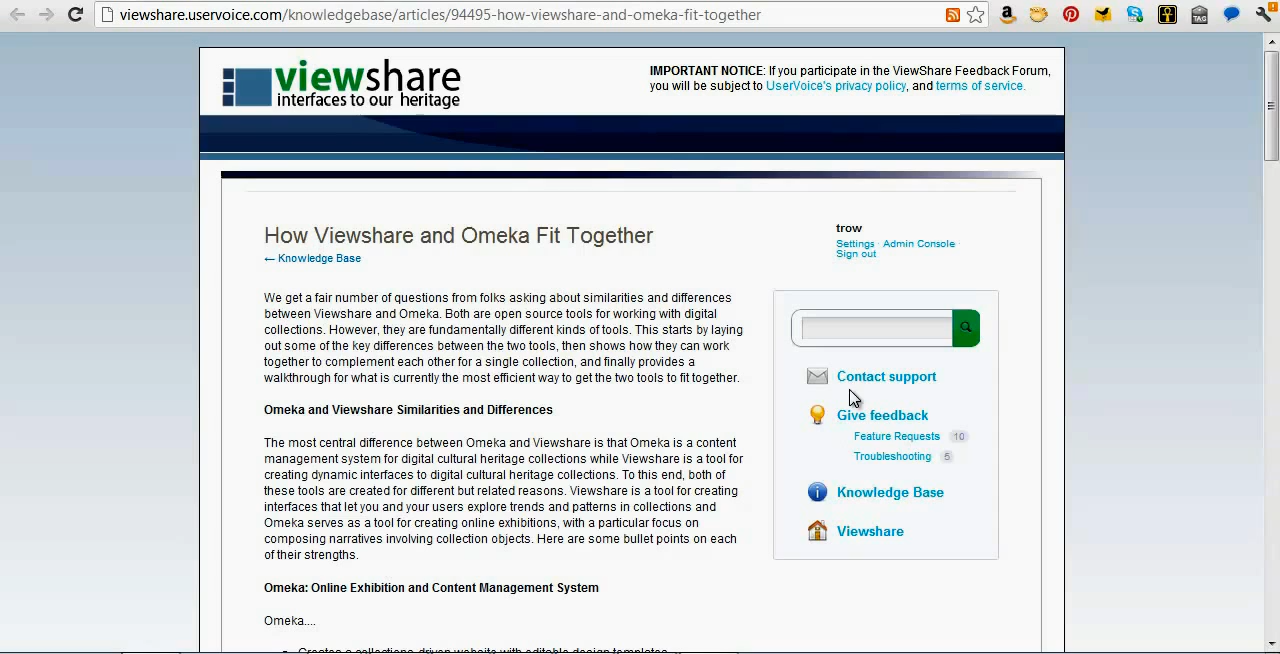 viewshare.uservoice.com/knowledgebase/articles/94495-how-viewshare-and-omeka-fit-together
viewshare
interfaces to our heritage
IMPORTANT NOTICE: If you participate in the ViewShare Feedback Forum,
you will be subject to UserVoice's privacy policy, and terms of service.
How Viewshare and Omeka Fit Together
← Knowledge Base
trow
Settings · Admin Console ·
Sign out
We get a fair number of questions from folks asking about similarities and differences
between Viewshare and Omeka. Both are open source tools for working with digital
collections. However, they are fundamentally different kinds of tools. This starts by laying
out some of the key differences between the two tools, then shows how they can work
together to complement each other for a single collection, and finally provides a
walkthrough for what is currently the most efficient way to get the two tools to fit together.
Omeka and Viewshare Similarities and Differences
The most central difference between Omeka and Viewshare is that Omeka is a content
management system for digital cultural heritage collections while Viewshare is a tool for
creating dynamic interfaces to digital cultural heritage collections. To this end, both of
these tools are created for different but related reasons. Viewshare is a tool for creating
interfaces that let you and your users explore trends and patterns in collections and
Omeka serves as a tool for creating online exhibitions, with a particular focus on
composing narratives involving collection objects. Here are some bullet points on each
of their strengths.
Omeka: Online Exhibition and Content Management System
Omeka....
Creates a collections-driven website with editable design templates,
Contact support
Give feedback
Feature Requests 10
Troubleshooting 5
Knowledge Base
Viewshare
a
TAG